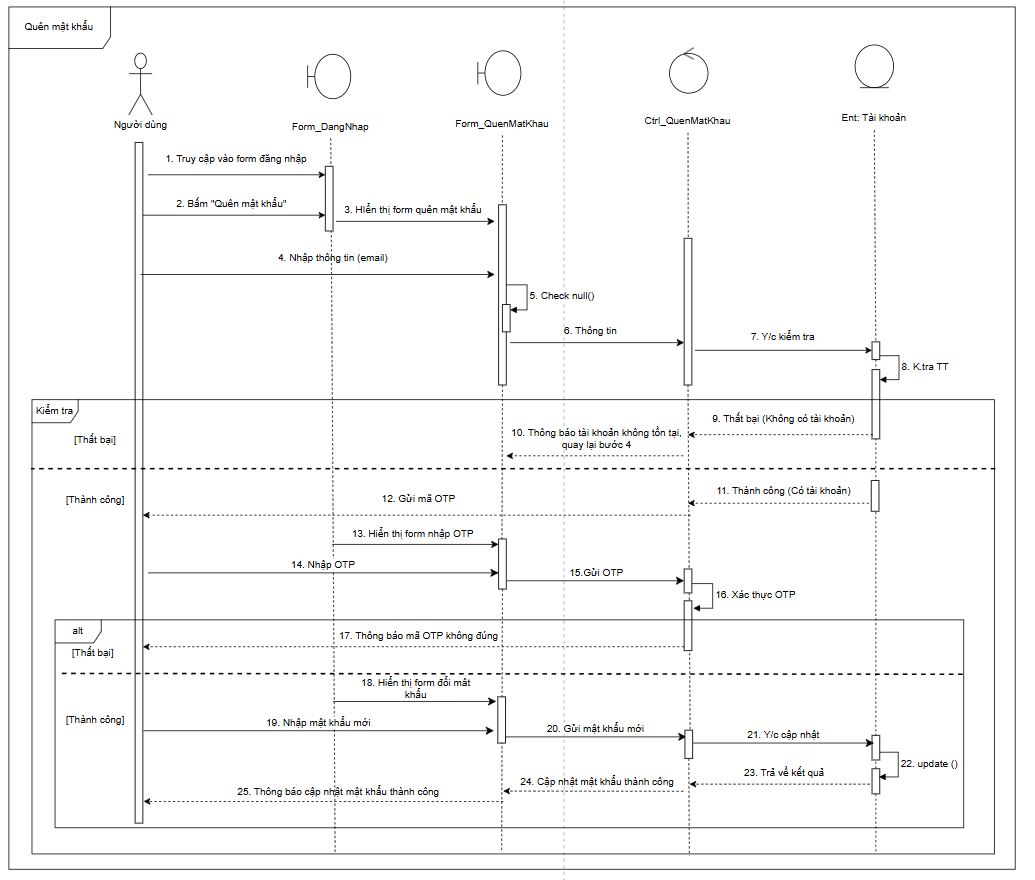 Quên mật khẩu
Người dùng
Form_DangNhap
Form_QuenMatKhau
Ctrl_QuenMatKhau
Ent: Tài khoản
1. Truy cập vào form đăng nhập
2. Bấm "Quên mật khẩu"
3. Hiển thị form quên mật khẩu
4. Nhập thông tin (email)
5. Check null()
6. Thông tin
7. Y/c kiểm tra
8. K.tra TT
Kiểm tra
[Thất bại]
9. Thất bại (Không có tài khoản)
10. Thông báo tài khoản không tồn tại,
quay lại bước 4
[Thành công]
11. Thành công (Có tài khoản)
12. Gửi mã OTP
13. Hiển thị form nhập OTP
14. Nhập OTP
15.Gửi OTP
16. Xác thực OTP
alt
17. Thông báo mã OTP không đúng
[Thất bại]
18. Hiển thị form đổi mât
khẩu
[Thành công]
19. Nhập mật khẩu mới
20. Gửi mật khẩu mới
21. Y/c cập nhật
22. update ()
23. Trả về kết quả
24. Cập nhật mật khẩu thành công
25. Thông báo cập nhật mật khẩu thành công